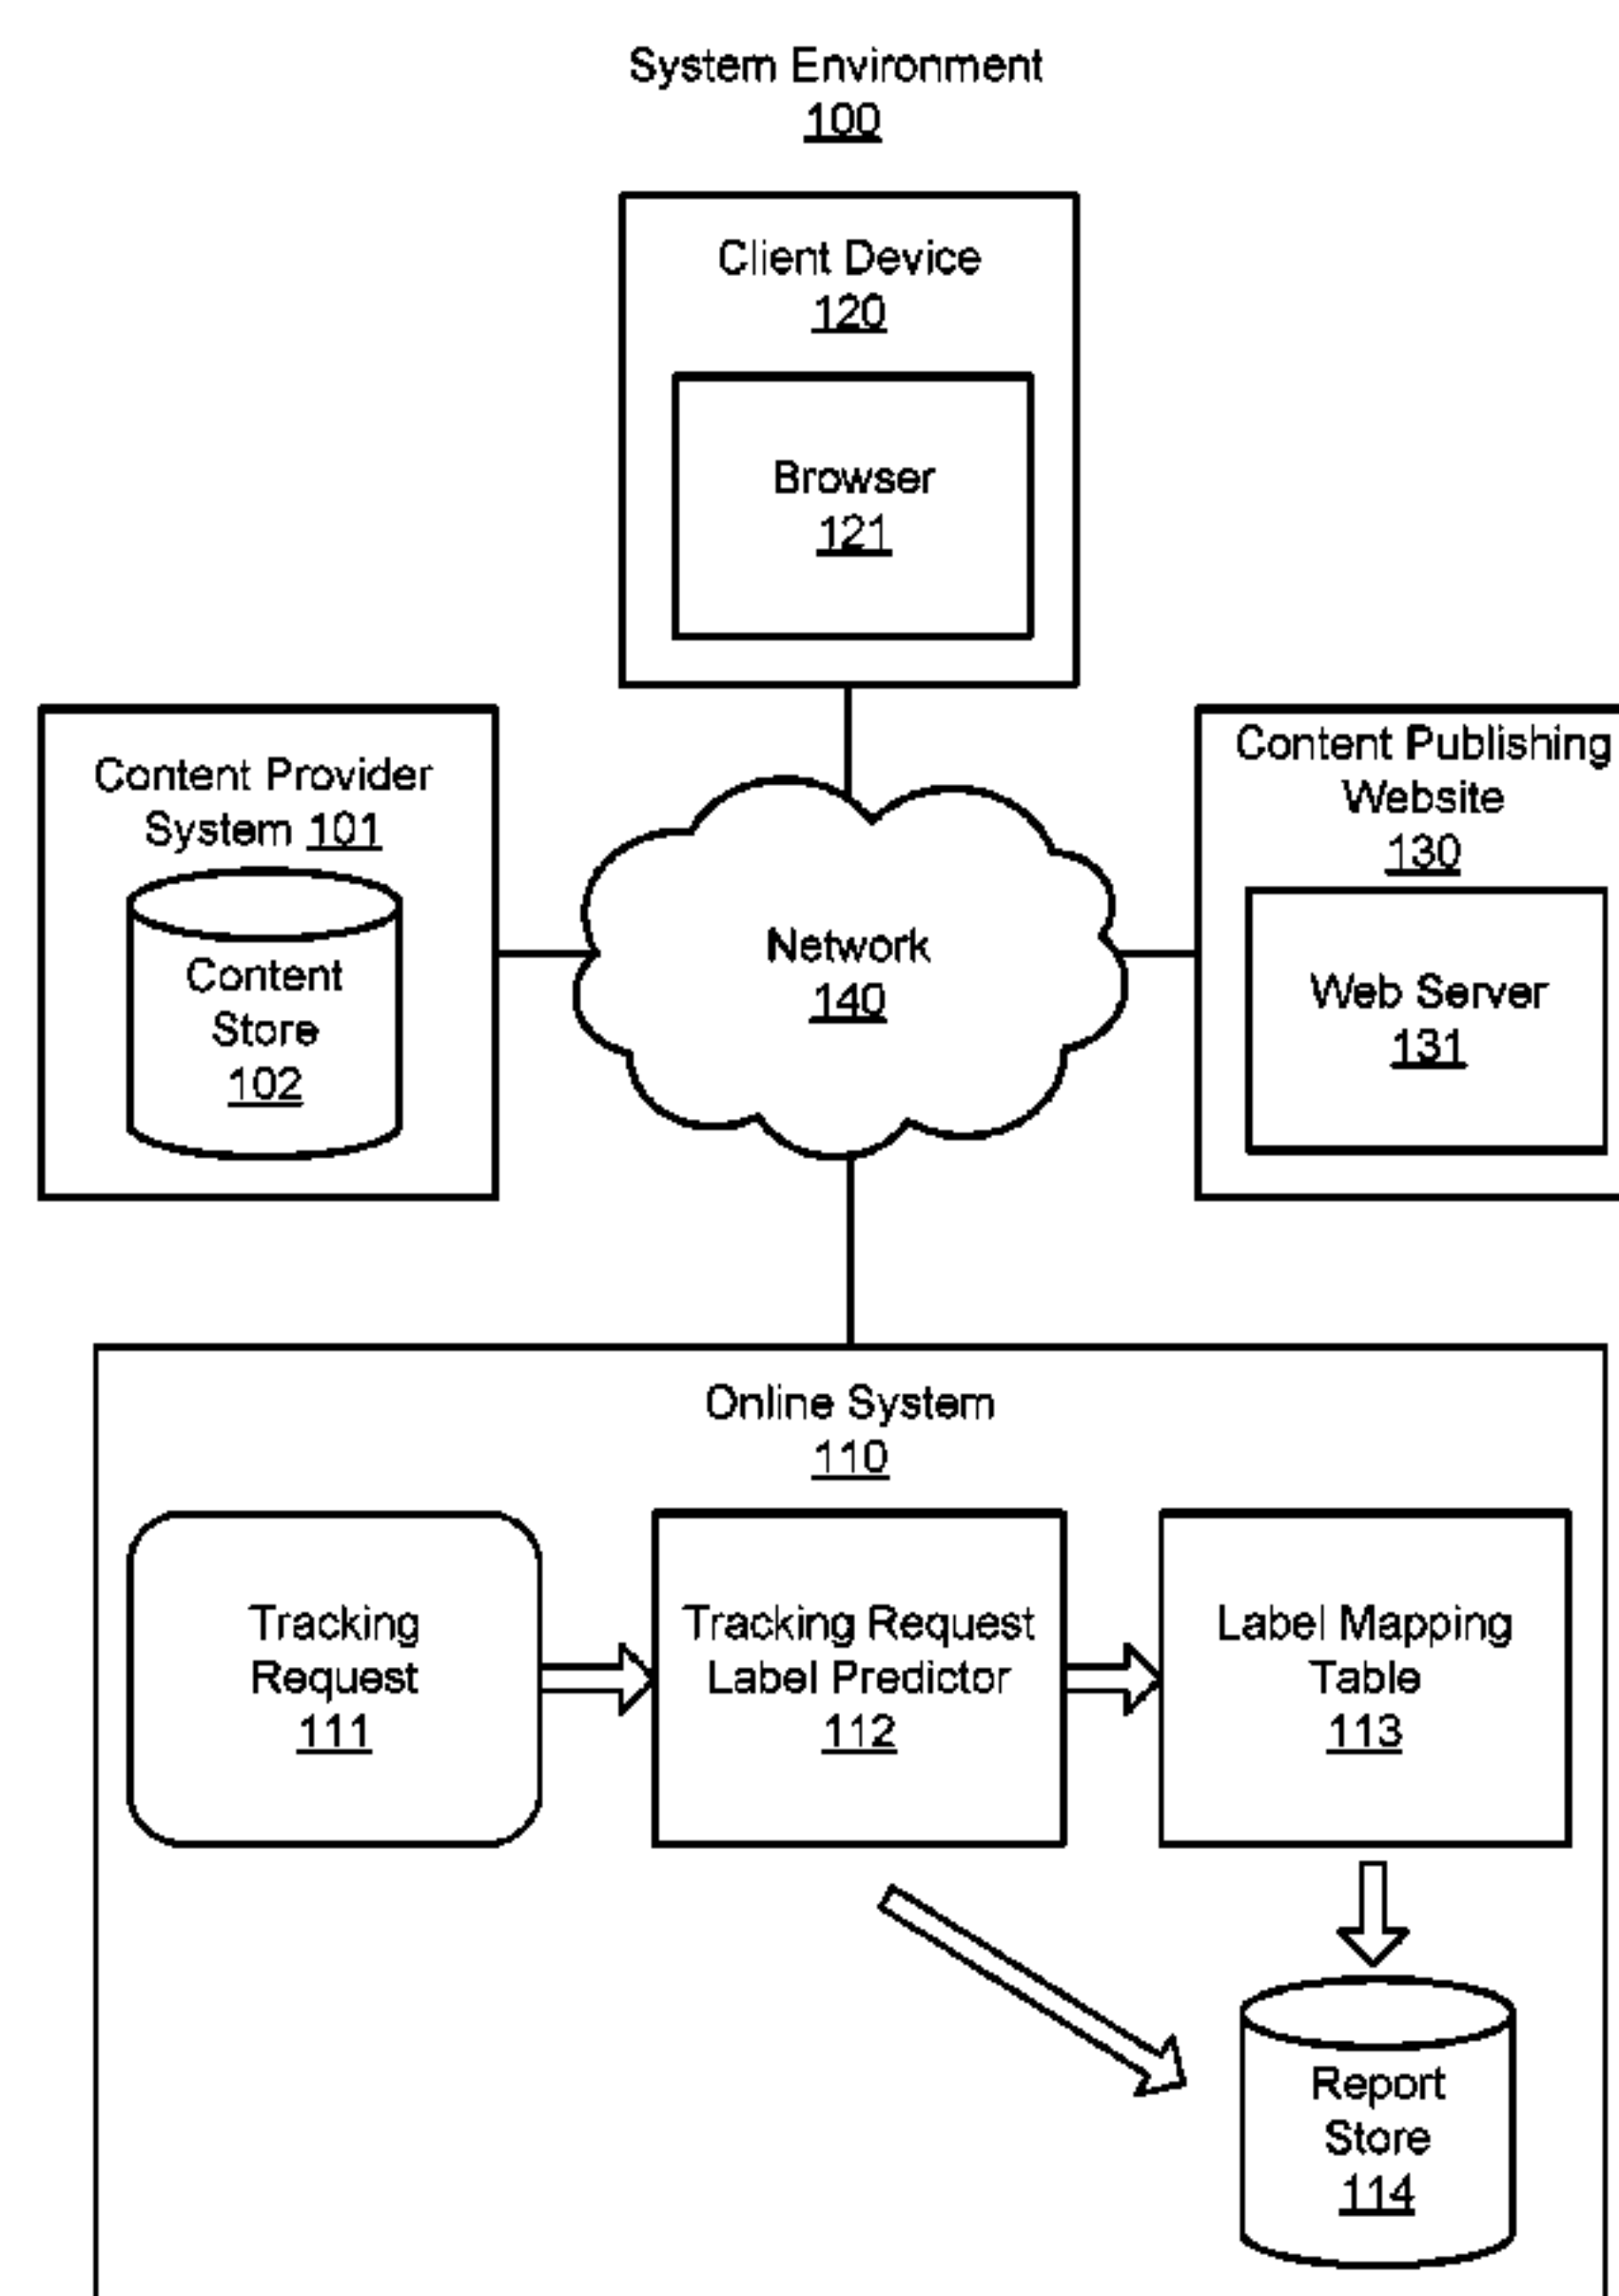 System Environment
100
Client Device
120
Browser
121
Content Provider
System 101
Content
Store
102
Network
140
Content Publishing
Website
130
Web Server
131
Online System
110
Tracking
Request
111
Tracking Request
Label Predictor
112
Label Mapping
Table
113
Report
Store
114